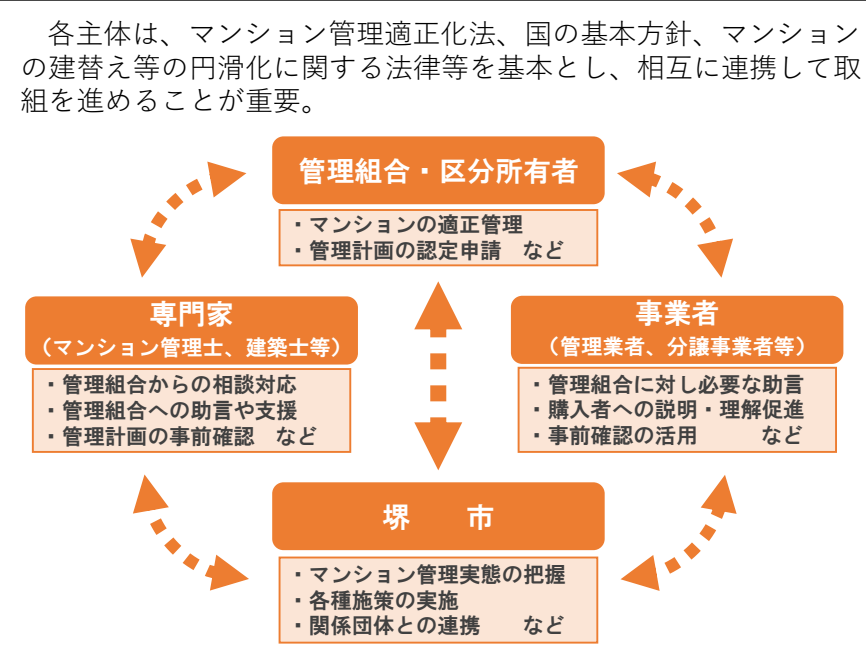 各主体は、マンション管理適正化法、国の基本方針、マンション
の建替え等の円滑化に関する法律等を基本とし、相互に連携して取
組を進めることが重要。
管理組合・区分所有者
・マンションの適正管理
・管理計画の認定申請　など
専門家
（マンション管理士、建築士等）
・管理組合からの相談対応
・管理組合への助言や支援
・管理計画の事前確認　など
事業者
（管理業者、分譲事業者等）
・管理組合に対し必要な助言
・購入者への説明・理解促進
・事前確認の活用　　　など
堺　　市
・マンション管理実態の把握
・各種施策の実施
・関係団体との連携　　など